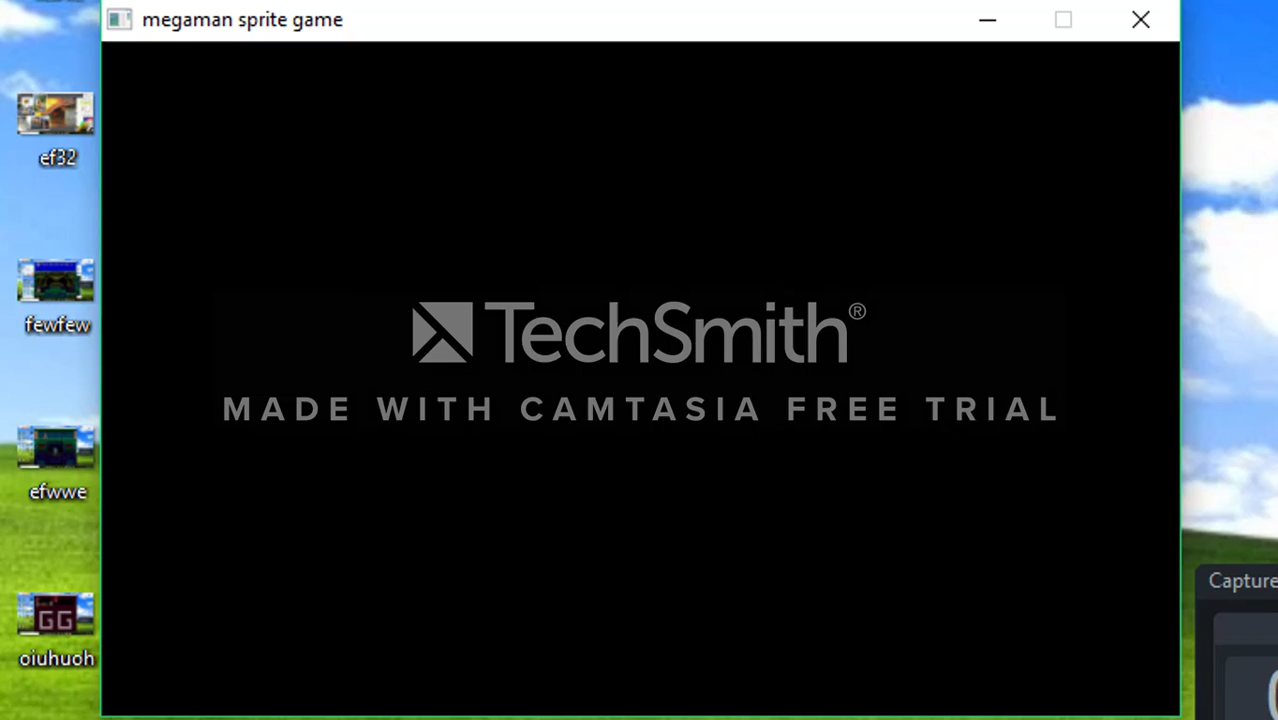 megaman sprite game
ef32
fewfew
efwwe
GG
oiuhuoh
TechSmith®
MADE WITH CAMTASIA FREE TRIAL
Capture